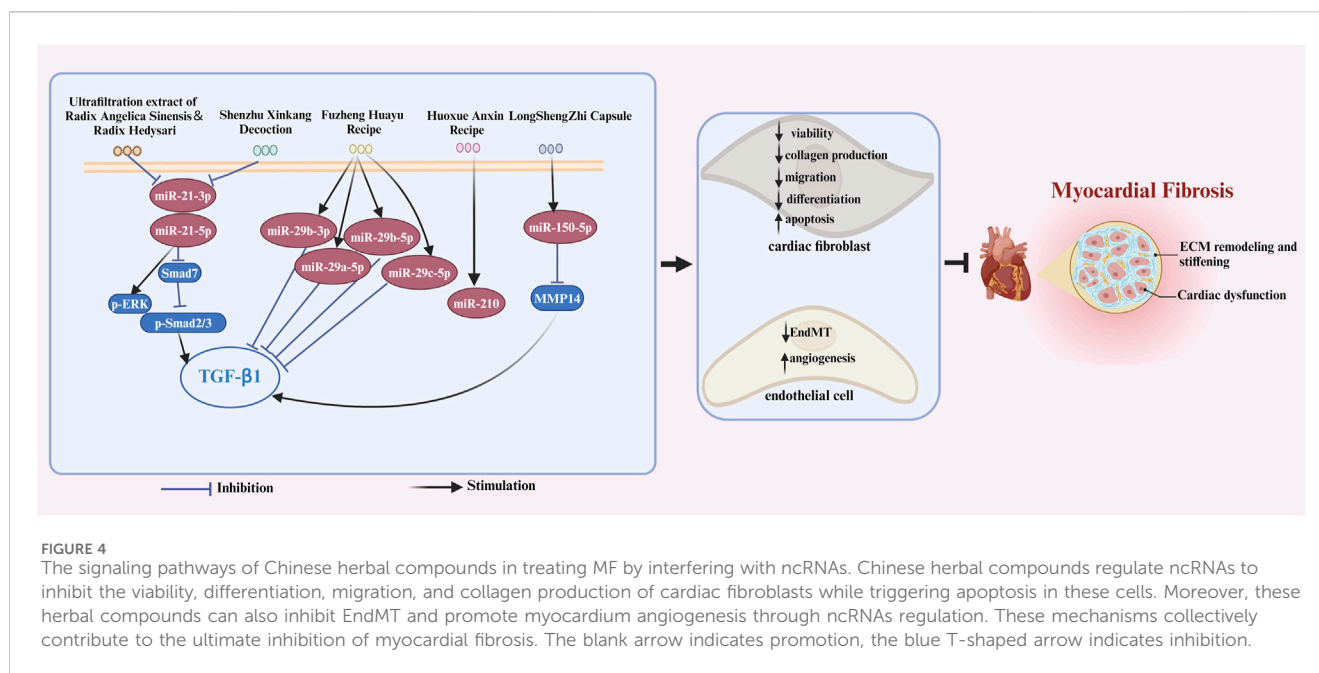 Ultrafiltration extract of
Radix Angelica Sinensis&
Radix Hedysari
Shenzhu Xinkang
Decoction
Fuzheng Huayu
Recipe
Huoxue Anxin
Recipe
LongShengZhi Capsule
miR-21-3p
miR-21-5p
Smad7
p-ERK
p-Smad2/3
TGF-β1
miR-29b-3p
miR-29b-5p
miR-29a-5p
miR-29c-5p
miR-210
miR-150-5p
MMP14
Inhibition
Stimulation
viability
collagen production
migration
differentiation
apoptosis
cardiac fibroblast
EndMT
angiogenesis
endothelial cell
Myocardial Fibrosis
ECM remodeling and
stiffening
Cardiac dysfunction
FIGURE 4
The signaling pathways of Chinese herbal compounds in treating MF by interfering with ncRNAs. Chinese herbal compounds regulate ncRNAs to
inhibit the viability, differentiation, migration, and collagen production of cardiac fibroblasts while triggering apoptosis in these cells. Moreover, these
herbal compounds can also inhibit EndMT and promote myocardium angiogenesis through ncRNAs regulation. These mechanisms collectively
contribute to the ultimate inhibition of myocardial fibrosis. The blank arrow indicates promotion, the blue T-shaped arrow indicates inhibition.